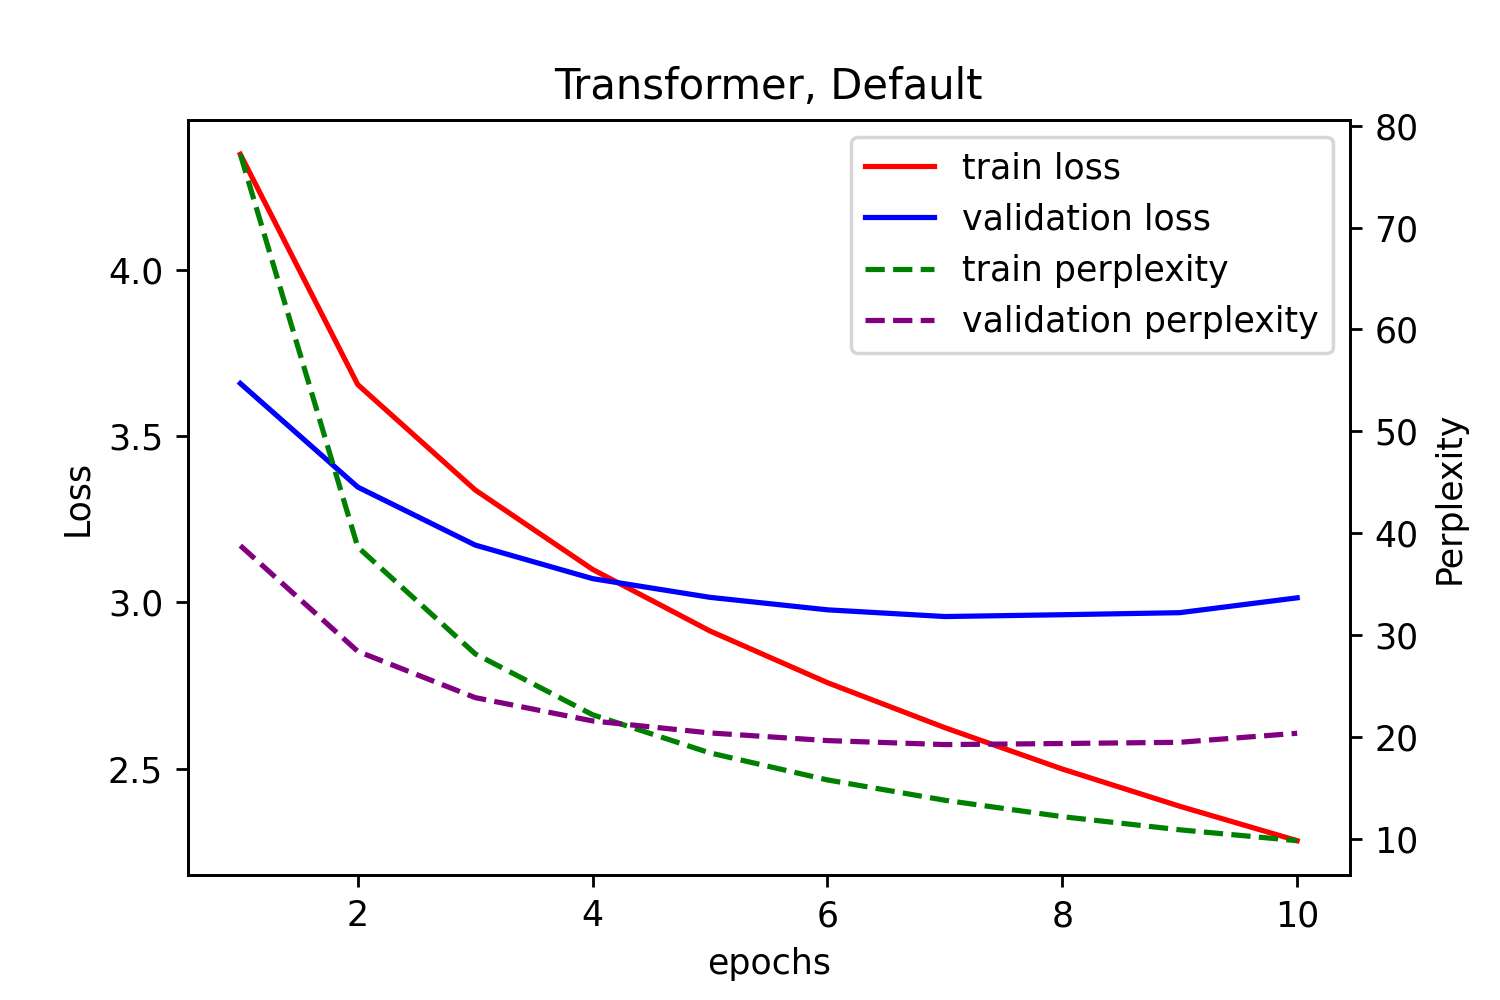 Transformer, Default
train loss
validation loss
train perplexity
validation perplexity
Loss
4.0
3.5
3.0
2.5
80
70
60
50
40
30
20
10
Perplexity
2 4 6 8 10
epochs